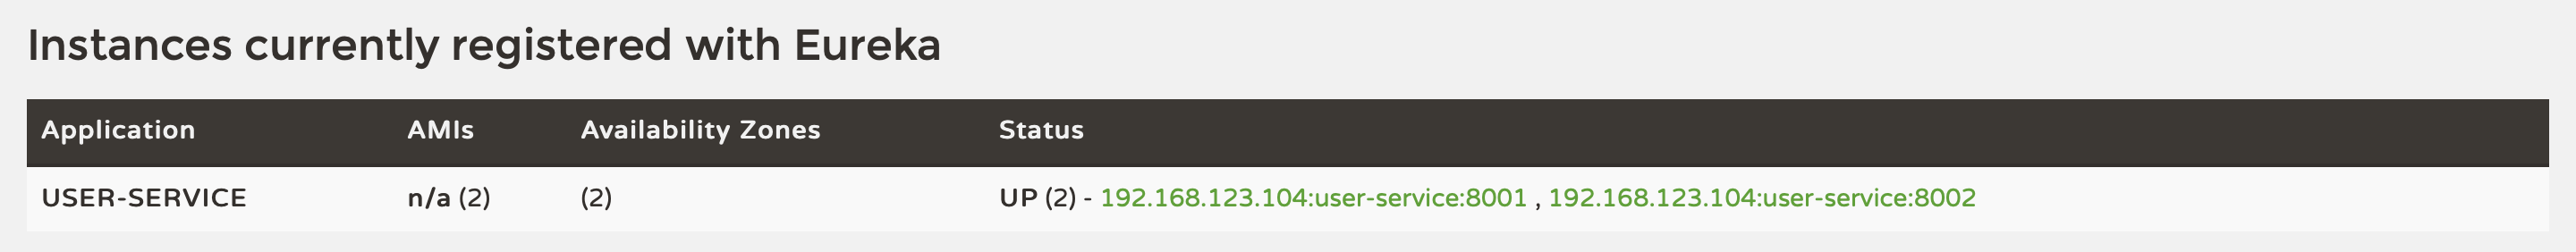 Instances currently registered with Eureka
Application AMIs Availability Zones Status
USER-SERVICE n/a (2) (2) UP (2) - 192.168.123.104:user-service:8001 , 192.168.123.104:user-service:8002